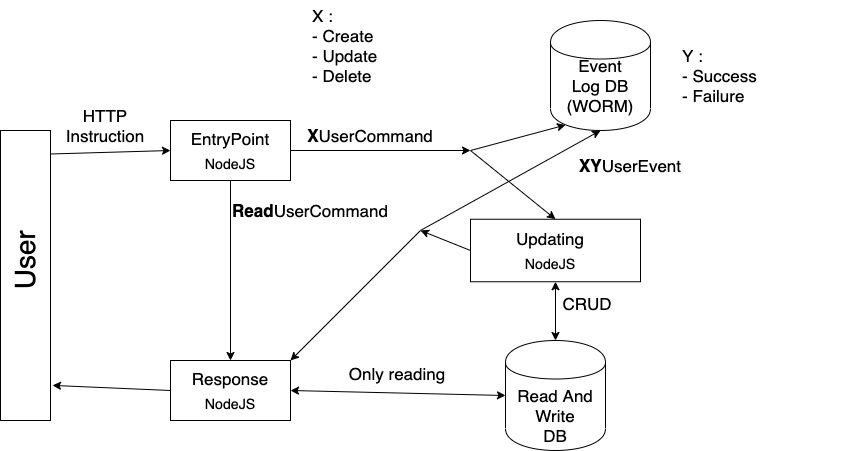 X :
- Create
- Update
- Delete
Event
Log DB
(WORM)
Y :
- Success
- Failure
HTTP
Instruction
EntryPoint
NodeJS
XUserCommand
XYUserEvent
ReadUserCommand
User
Updating
NodeJS
CRUD
Response
NodeJS
Only reading
Read And
Write
DB